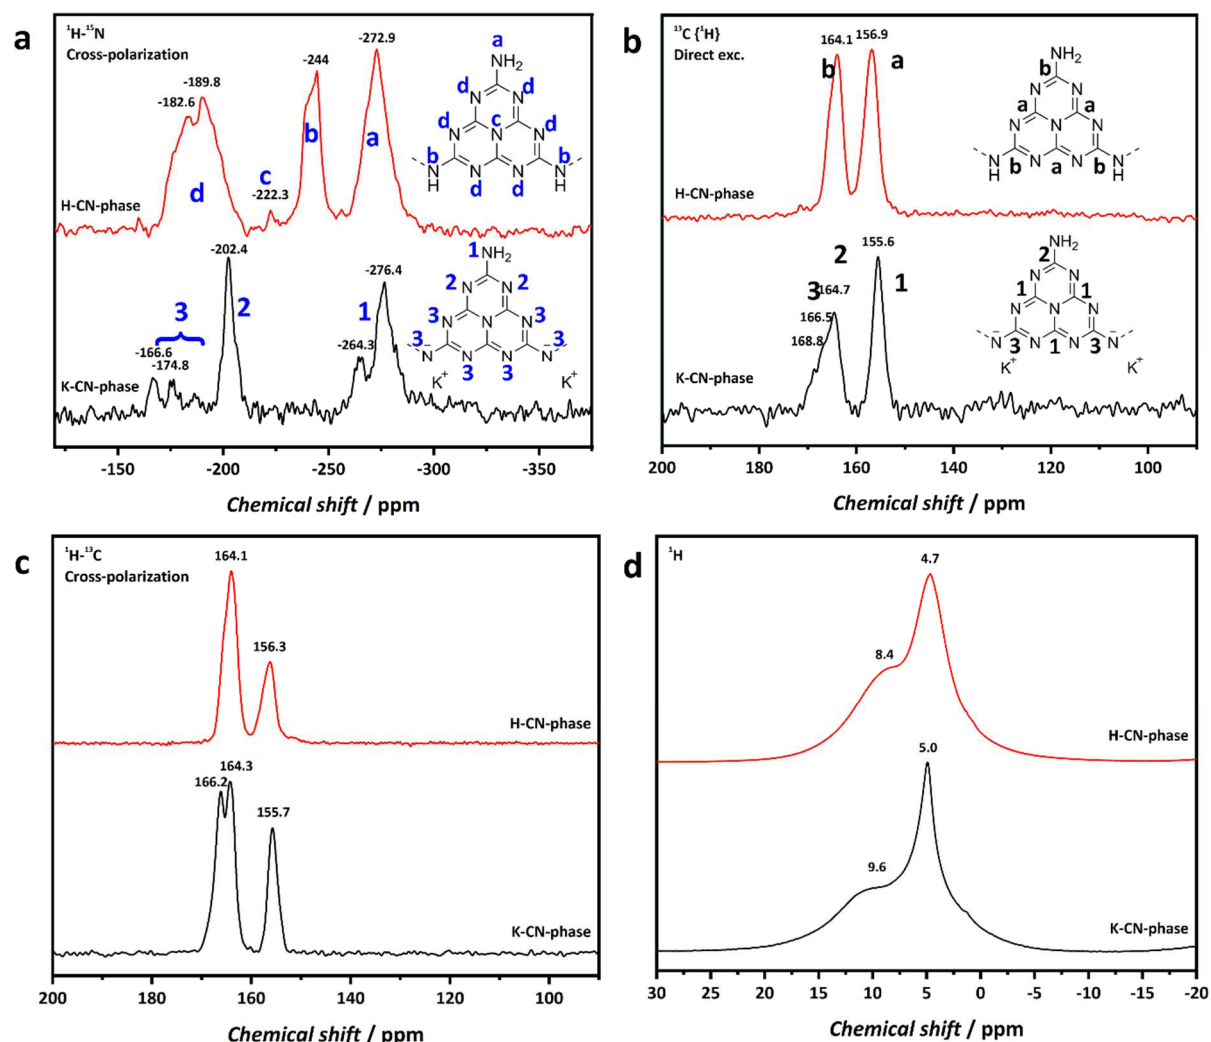 a
¹H-¹⁵N
Cross-polarization
-272.9
-244
-189.8
-182.6
-222.3
d
c
b
a
H-CN-phase
a
NH₂
d
d
N
N
d
c
d
N
N
N
b
b
N
N
N
N
H
d
d
H
-202.4
-276.4
-264.3
-166.6
-174.8
3
2
1
K-CN-phase
1
NH₂
2
2
N
N
3
3
N
N
N
3
3
N⁻
N
N
N⁻
K⁺
3
3
K⁺
-150
-200
-250
-300
-350
Chemical shift / ppm
b
¹³C {¹H}
Direct exc.
164.1
156.9
b
a
H-CN-phase
NH₂
b
N
N
a
a
N
N
N
N
N
N
N
H
b
a
b
H
155.6
2
3
164.7
166.5
168.8
1
K-CN-phase
NH₂
2
N
N
1
1
N
N
N
N⁻
N
N
N⁻
3
1
3
K⁺
K⁺
200
180
160
140
120
100
Chemical shift / ppm
c
¹H-¹³C
Cross-polarization
164.1
156.3
H-CN-phase
164.3
166.2
155.7
K-CN-phase
200
180
160
140
120
100
Chemical shift / ppm
d
¹H
4.7
8.4
H-CN-phase
5.0
9.6
K-CN-phase
30
25
20
15
10
5
0
-5
-10
-15
-20
Chemical shift / ppm